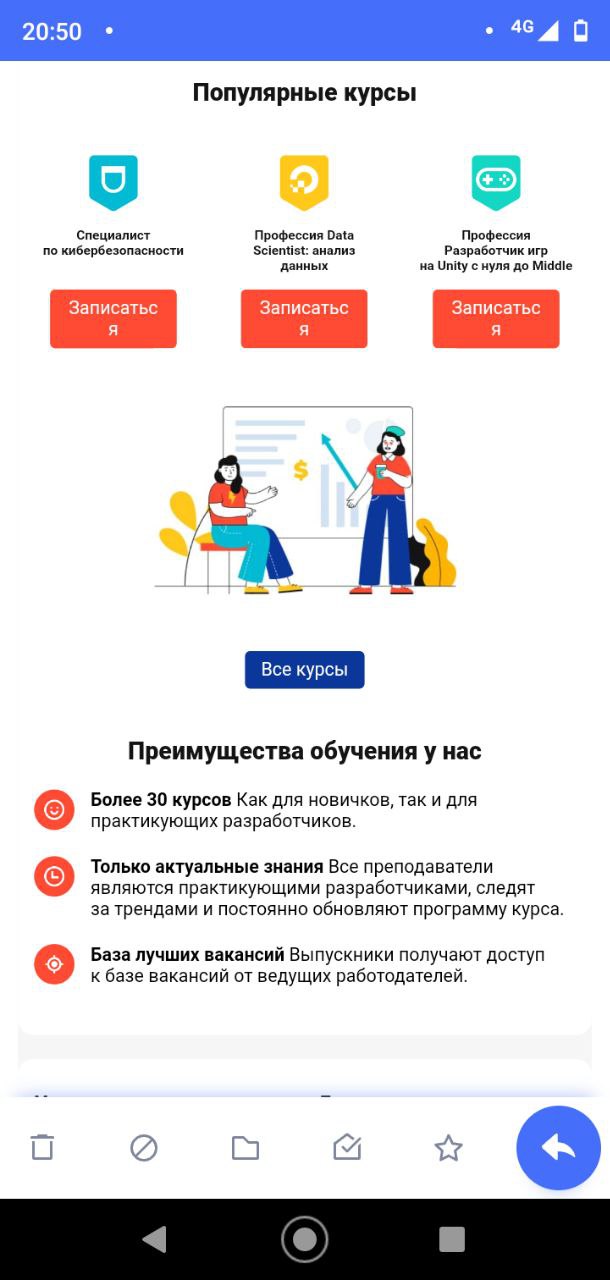 20:50
4G
Популярные курсы
Специалист
по кибербезопасности
Профессия Data
Scientist: анализ
данных
Профессия
Разработчик игр
на Unity с нуля до Middle
Записатьс
я
Записатьс
я
Записатьс
я
$
Все курсы
Преимущества обучения у нас
Более 30 курсов Как для новичков, так и для
практикующих разработчиков.
Только актуальные знания Все преподаватели
являются практикующими разработчиками, следят
за трендами и постоянно обновляют программу курса.
База лучших вакансий Выпускники получают доступ
к базе вакансий от ведущих работодателей.